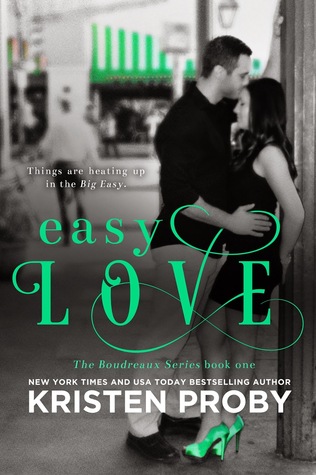 Things are heating up
in the Big Easy.
easy
LOVE
The Boudreaux Series book one
NEW YORK TIMES AND USA TODAY BESTSELLING AUTHOR
KRISTEN PROBY